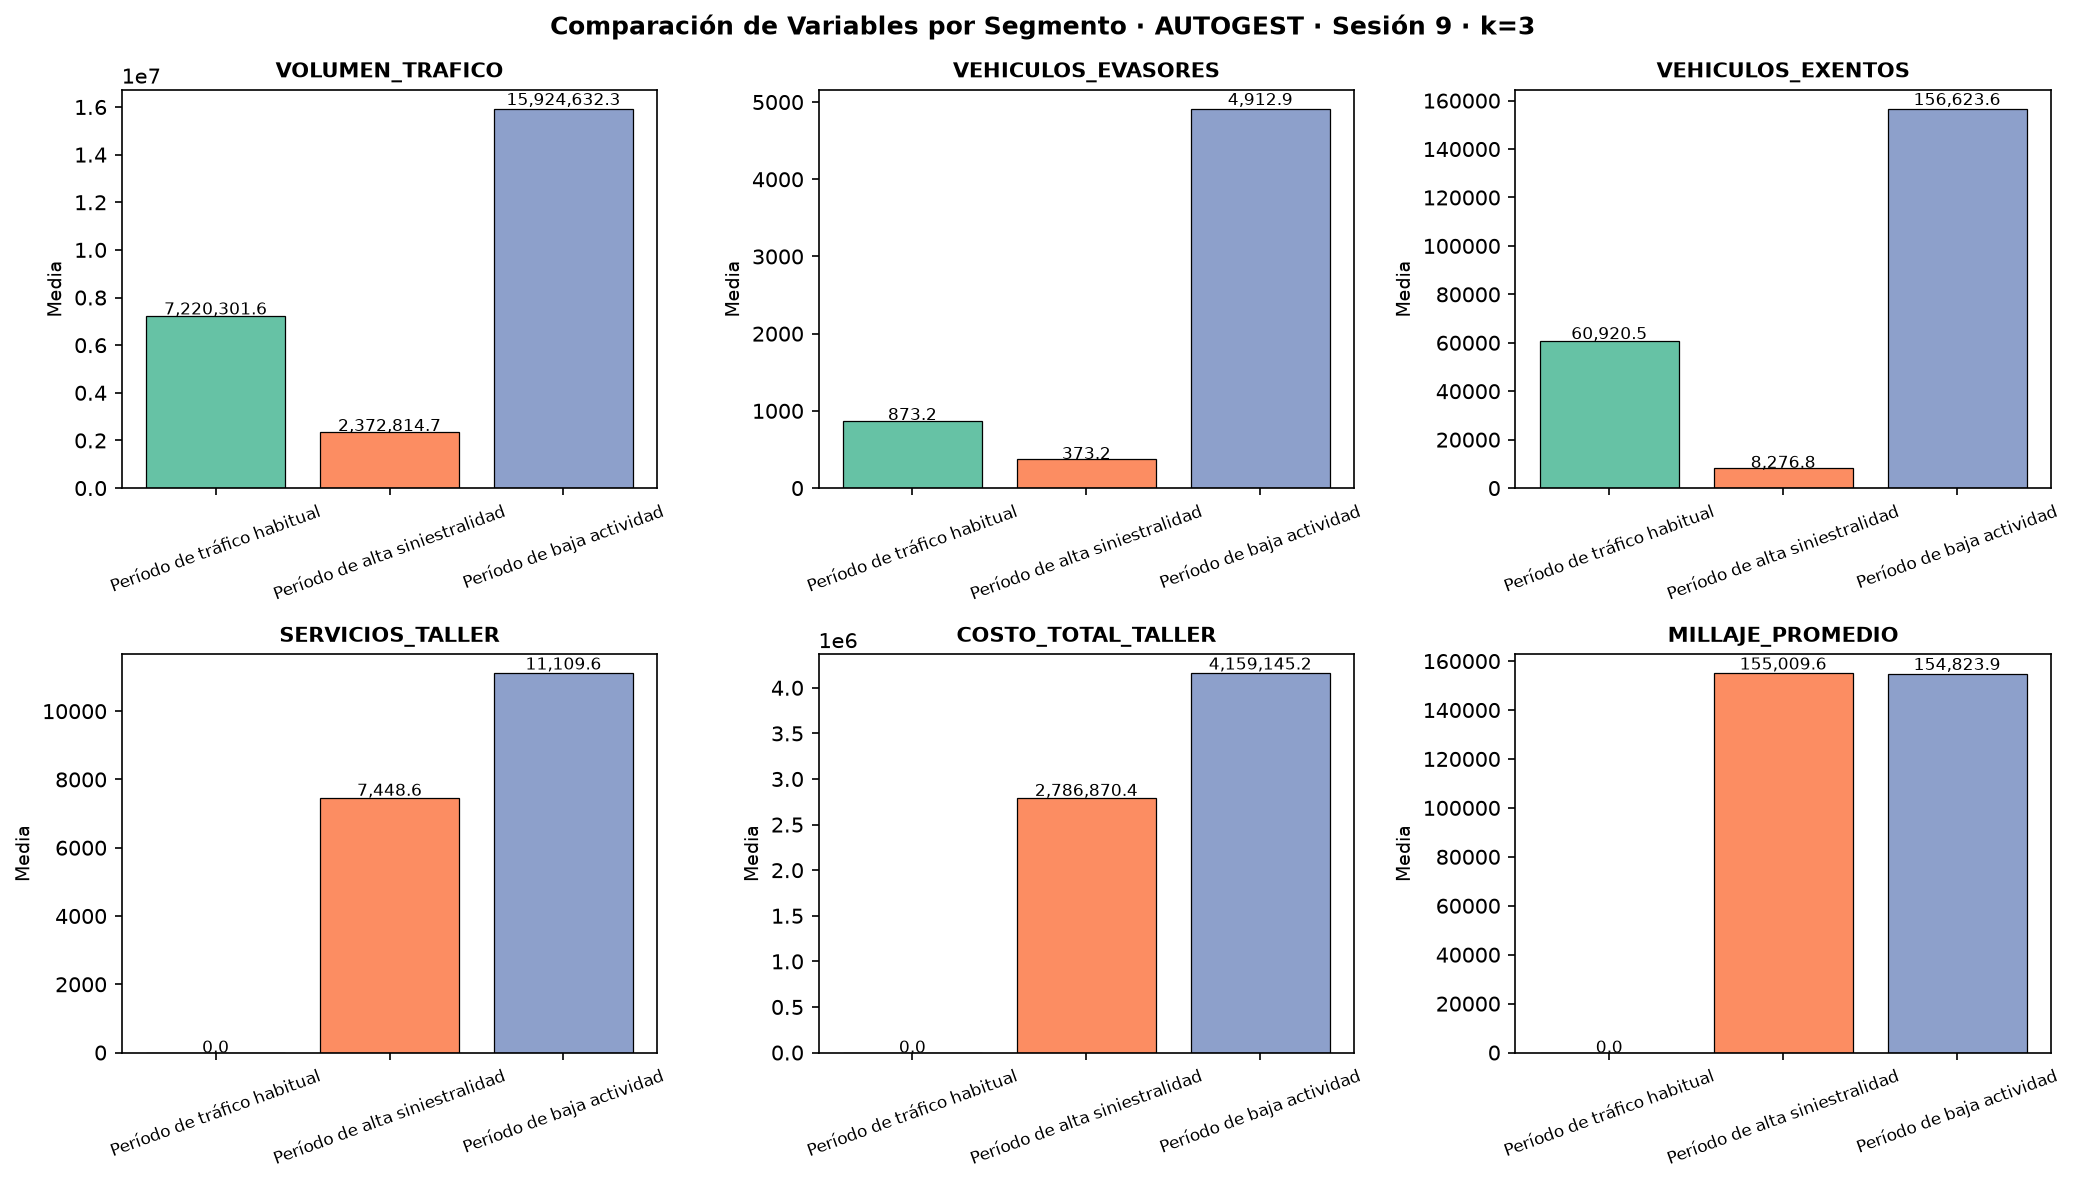 Comparación de Variables por Segmento · AUTOGEST · Sesión 9 · k=3
VOLUMEN_TRAFICO
1e7
Media
1.6
1.4
1.2
1.0
0.8
0.6
0.4
0.2
0.0
7,220,301.6
2,372,814.7
15,924,632.3
Período de tráfico habitual
Período de alta siniestralidad
Período de baja actividad
VEHICULOS_EVASORES
Media
5000
4000
3000
2000
1000
0
873.2
373.2
4,912.9
Período de tráfico habitual
Período de alta siniestralidad
Período de baja actividad
VEHICULOS_EXENTOS
Media
160000
140000
120000
100000
80000
60000
40000
20000
0
60,920.5
8,276.8
156,623.6
Período de tráfico habitual
Período de alta siniestralidad
Período de baja actividad
SERVICIOS_TALLER
Media
10000
8000
6000
4000
2000
0
0.0
7,448.6
11,109.6
Período de tráfico habitual
Período de alta siniestralidad
Período de baja actividad
COSTO_TOTAL_TALLER
1e6
Media
4.0
3.5
3.0
2.5
2.0
1.5
1.0
0.5
0.0
0.0
2,786,870.4
4,159,145.2
Período de tráfico habitual
Período de alta siniestralidad
Período de baja actividad
MILLAJE_PROMEDIO
Media
160000
140000
120000
100000
80000
60000
40000
20000
0
0.0
155,009.6
154,823.9
Período de tráfico habitual
Período de alta siniestralidad
Período de baja actividad